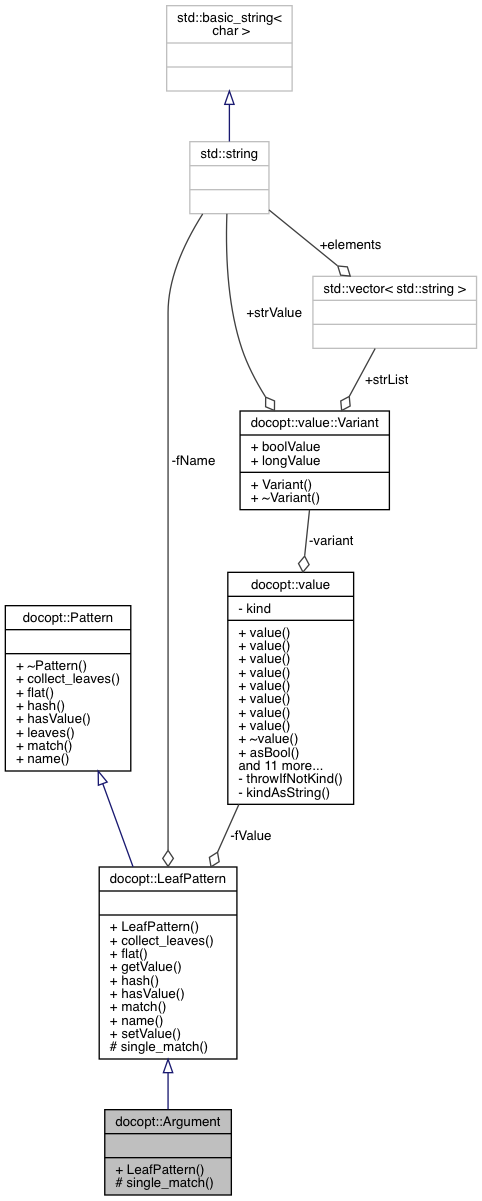 std::basic_string<
char >
std::string
+elements
std::vector< std::string >
+strValue
+strList
docopt::value::Variant
+ boolValue
+ longValue
+ Variant()
+ ~Variant()
-fName
-variant
docopt::value
- kind
+ value()
+ value()
+ value()
+ value()
+ value()
+ value()
+ value()
+ value()
+ ~value()
+ asBool()
and 11 more...
- throwIfNotKind()
- kindAsString()
docopt::Pattern
+ ~Pattern()
+ collect_leaves()
+ flat()
+ hash()
+ hasValue()
+ leaves()
+ match()
+ name()
-fValue
docopt::LeafPattern
+ LeafPattern()
+ collect_leaves()
+ flat()
+ getValue()
+ hash()
+ hasValue()
+ match()
+ name()
+ setValue()
# single_match()
docopt::Argument
+ LeafPattern()
# single_match()